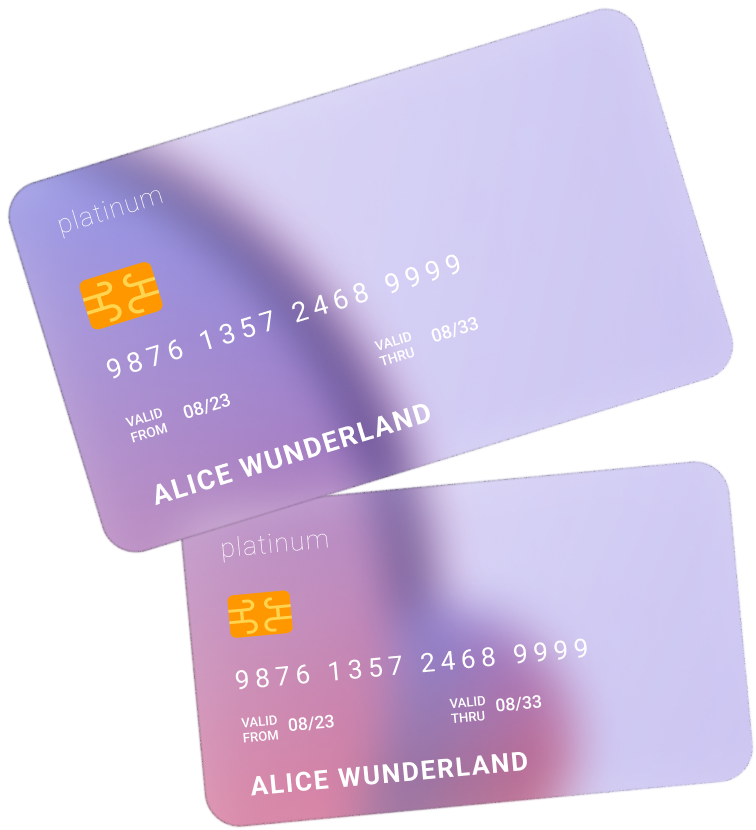 platinum
9876 1357 2468 9999
VALID
FROM
08/23
VALID
THRU
08/33
ALICE WUNDERLAND
platinum
9876 1357 2468 9999
VALID
FROM
08/23
VALID
THRU
08/33
ALICE WUNDERLAND